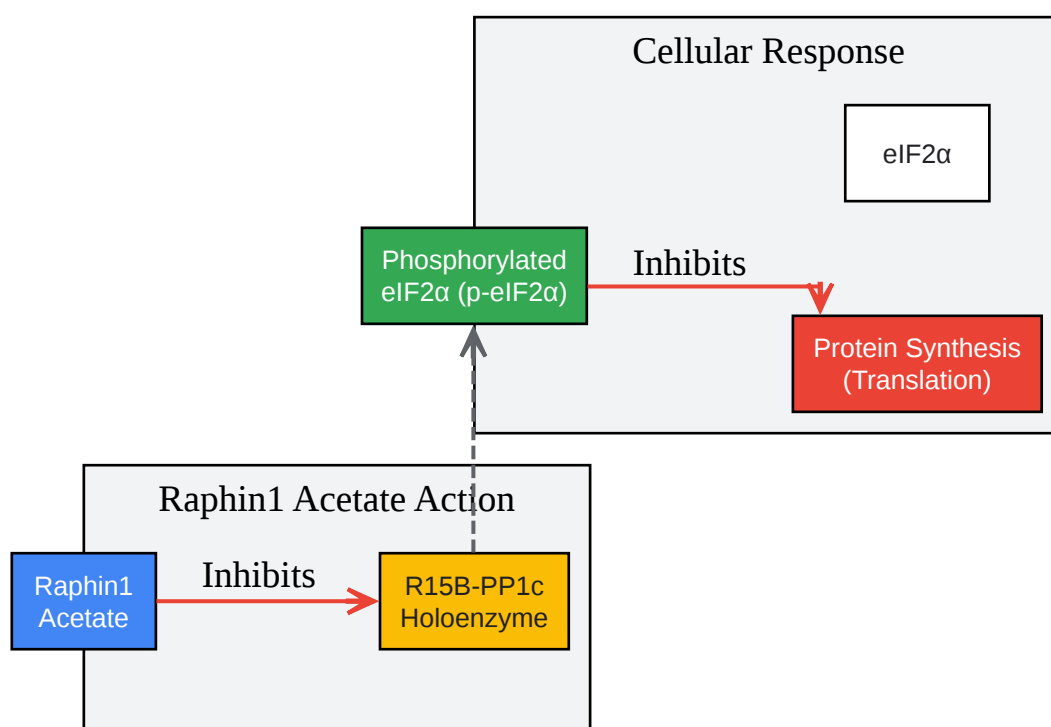 Cellular Response
eIF2α
Phosphorylated
eIF2α (p-eIF2α)
Inhibits
Protein Synthesis
(Translation)
Raphin1 Acetate Action
Raphin1
Acetate
Inhibits
R15B-PP1c
Holoenzyme